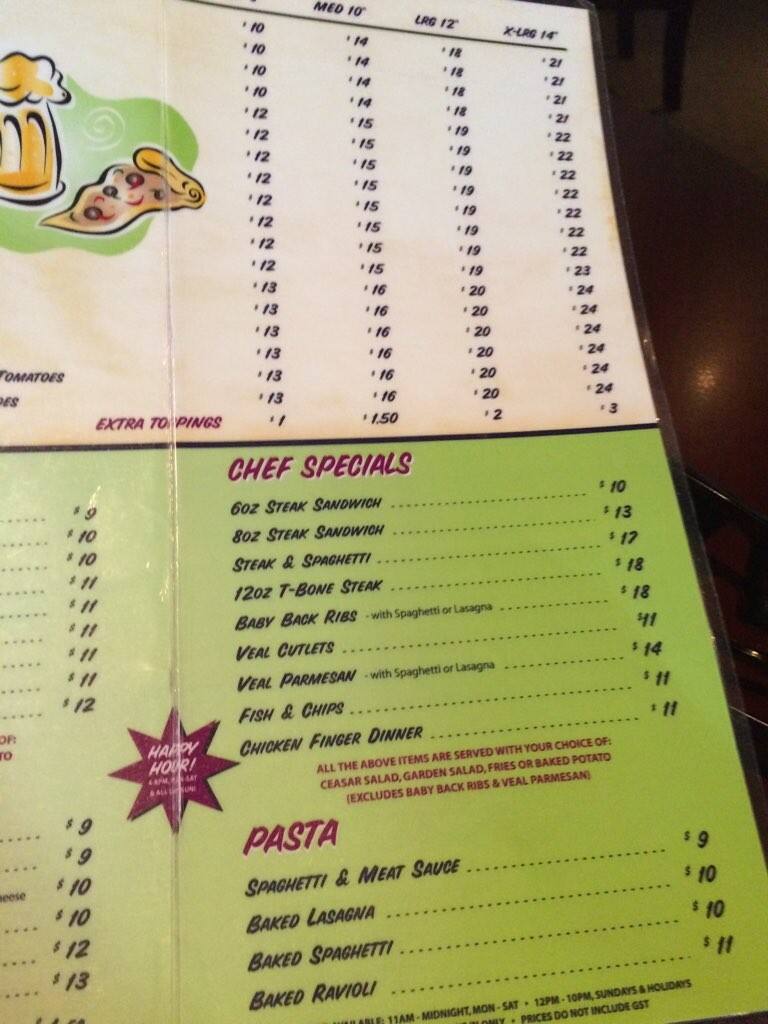 MED 10" LRG 12" X-LRG 14"
$10 $14 $18 $21
$10 $14 $18 $21
$10 $14 $18 $21
$10 $14 $18 $21
$12 $15 $19 $22
$12 $15 $19 $22
$12 $15 $19 $22
$12 $15 $19 $22
$12 $15 $19 $22
$12 $15 $19 $22
$12 $15 $19 $23
$12 $15 $20 $24
$13 $16 $20 $24
$13 $16 $20 $24
$13 $16 $20 $24
$13 $16 $20 $24
TOMATOES $13 $16 $20 $24
OES $13 $16
EXTRA TOPPINGS $1 $1.50 $2 $3
$9
$10
$10
$11
$11
$11
$11
$11
$12
OF:
TO
HAPPY
HOUR!
$9
$9
cheese $10
$10
$12
$13
CHEF SPECIALS
6OZ STEAK SANDWICH $10
8OZ STEAK SANDWICH $13
STEAK & SPAGHETTI $17
12OZ T-BONE STEAK $18
BABY BACK RIBS - with Spaghetti or Lasagna $18
VEAL CUTLETS $11
VEAL PARMESAN - with Spaghetti or Lasagna $14
FISH & CHIPS $11
CHICKEN FINGER DINNER $11
ALL THE ABOVE ITEMS ARE SERVED WITH YOUR CHOICE OF:
CEASAR SALAD, GARDEN SALAD, FRIES OR BAKED POTATO
(EXCLUDES BABY BACK RIBS & VEAL PARMESAN)
PASTA
SPAGHETTI & MEAT SAUCE $9
BAKED LASAGNA $10
BAKED SPAGHETTI $10
BAKED RAVIOLI $11
AVAILABLE: 11AM - MIDNIGHT, MON - SAT • 12PM - 10PM, SUNDAYS & HOLIDAYS
ONLY • PRICES DO NOT INCLUDE GST